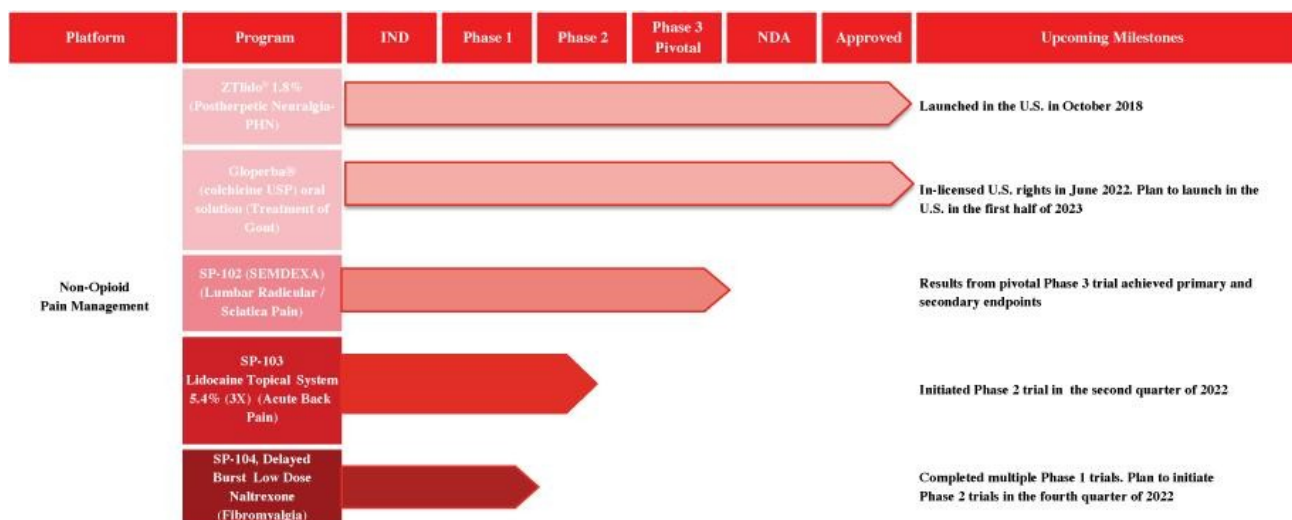 Platform
Program
IND
Phase 1
Phase 2
Phase 3
Pivotal
NDA
Approved
Upcoming Milestones
Non-Opioid
Pain Management
ZTlido® 1.8%
(Postherpetic Neuralgia-
PHN)
Launched in the U.S. in October 2018
Gloperba®
(colchirine USP) oral
solution (Treatment of
Gout)
In-licensed U.S. rights in June 2022. Plan to launch in the
U.S. in the first half of 2023
SP-102 (SEMDEXA)
(Lumbar Radicular /
Sciatica Pain)
Results from pivotal Phase 3 trial achieved primary and
secondary endpoints
SP-103
Lidocaine Topical System
5.4% (3X) (Acute Back
Pain)
Initiated Phase 2 trial in the second quarter of 2022
SP-104, Delayed
Burst Low Dose
Naltrexone
(Fibromyalgia)
Completed multiple Phase 1 trials. Plan to initiate
Phase 2 trials in the fourth quarter of 2022